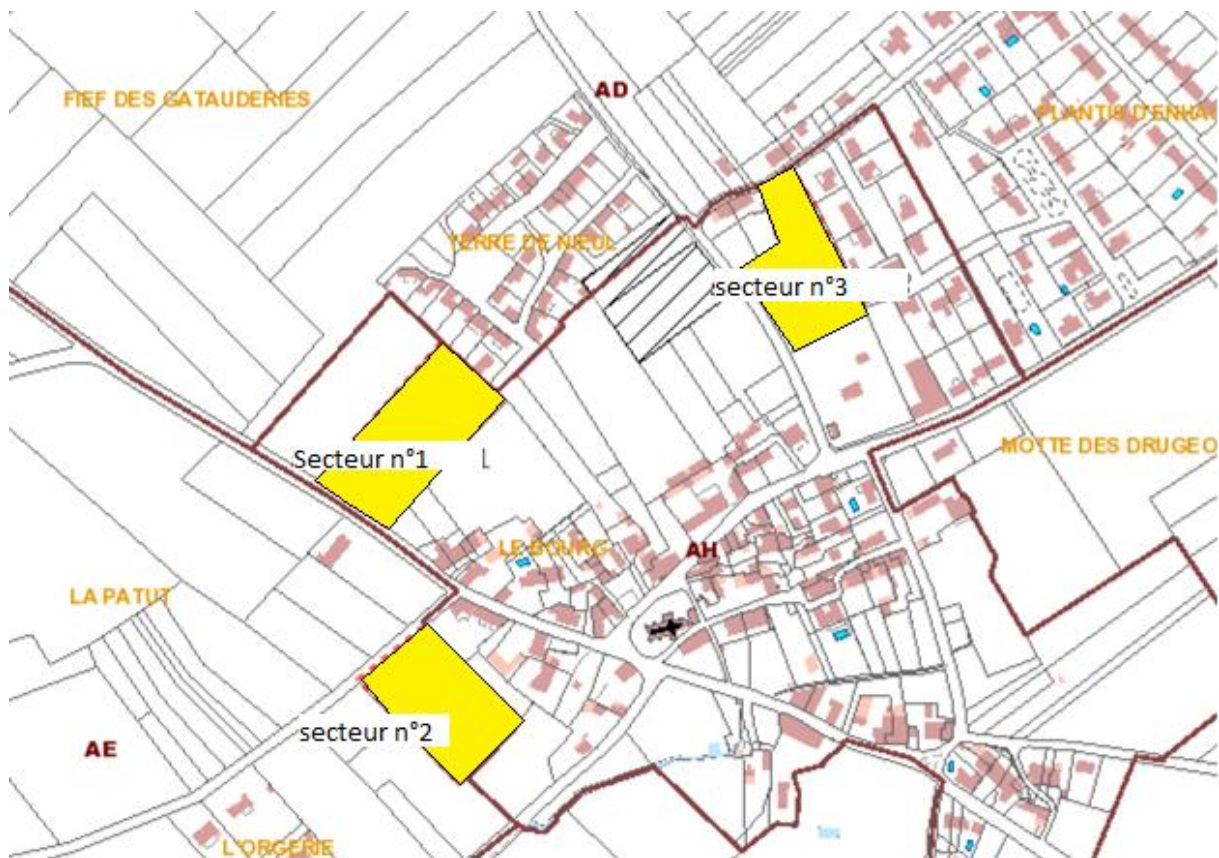 AD
FIEF DES GATAUDERIES
PLANTIS D'ENHA
TERRE DE NIEUL
secteur n°3
MOTTE DES DRUGEO
Secteur n°1
LE BOURG
AH
LA PATUT
secteur n°2
AE
L'ORGERIE